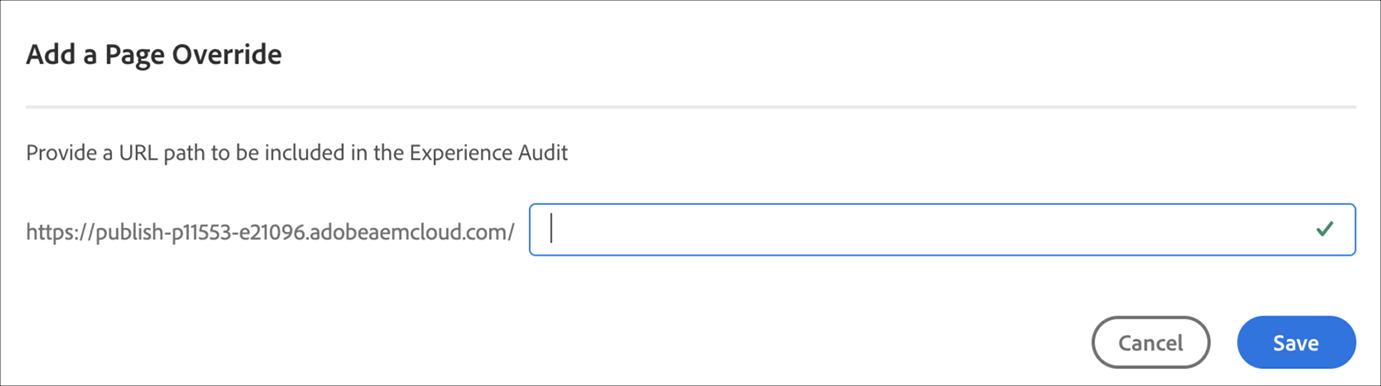 Add a Page Override
Provide a URL path to be included in the Experience Audit
https://publish-p11553-e21096.adobeaemcloud.com/
Cancel
Save